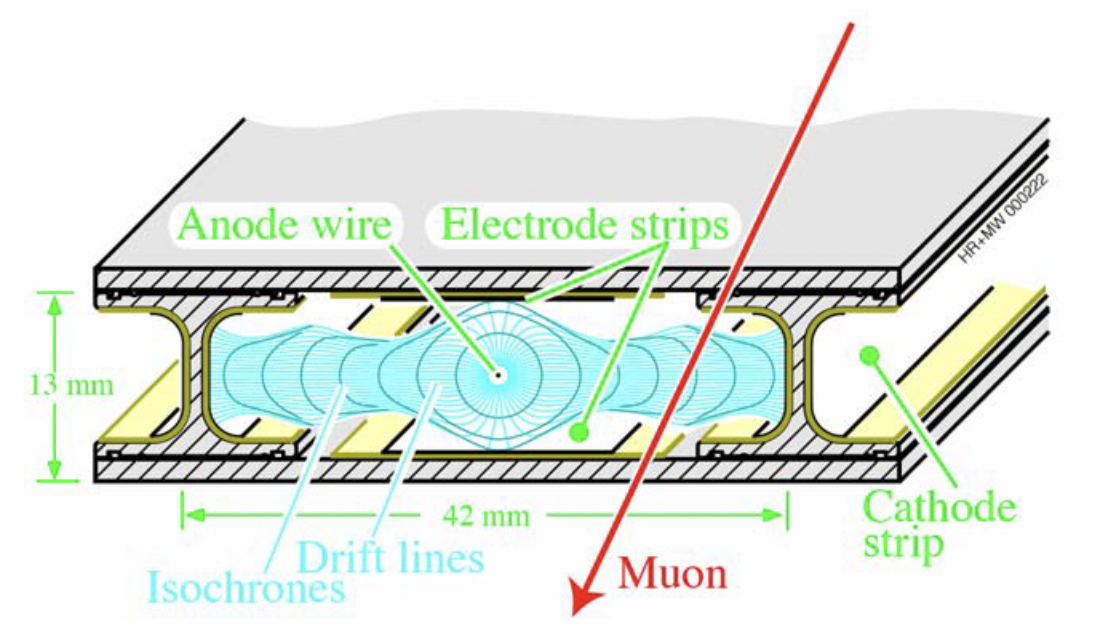 Anode wire
Electrode strips
HR+MW 000222
13 mm
42 mm
Cathode
strip
Drift lines
Isochrones
Muon